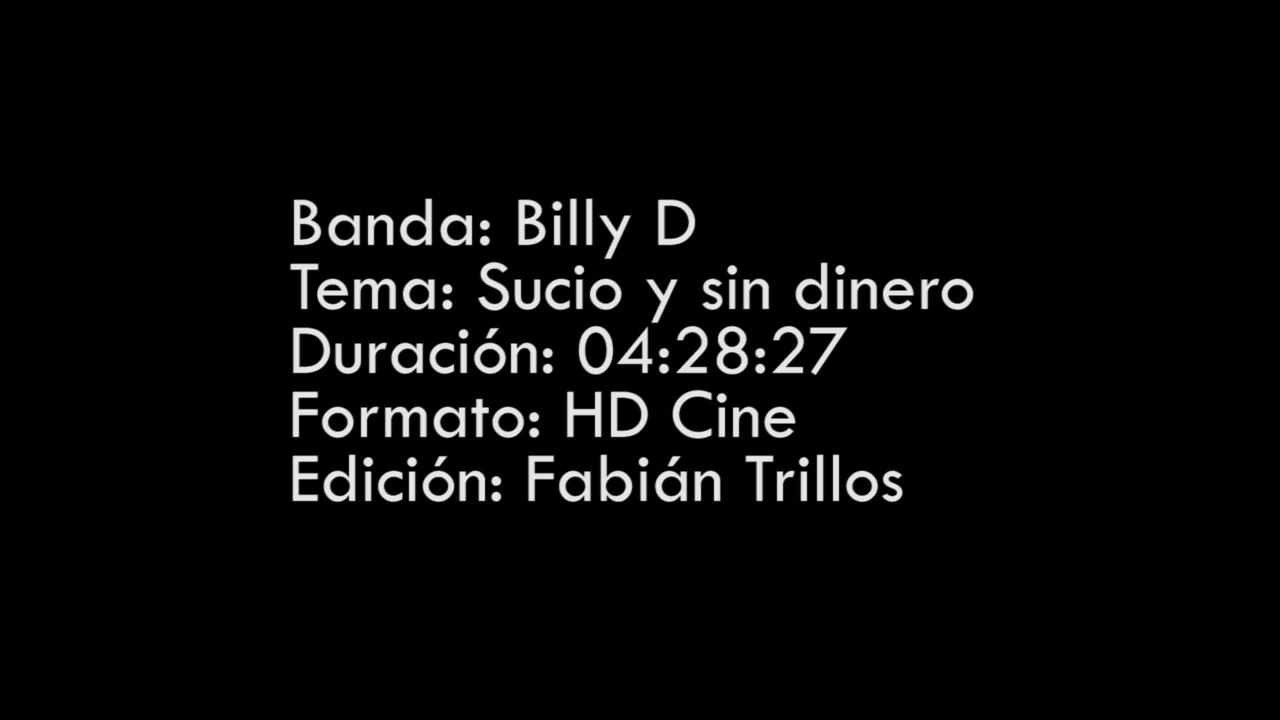 Banda: Billy D
Tema: Sucio y sin dinero
Duración: 04:28:27
Formato: HD Cine
Edición: Fabián Trillos